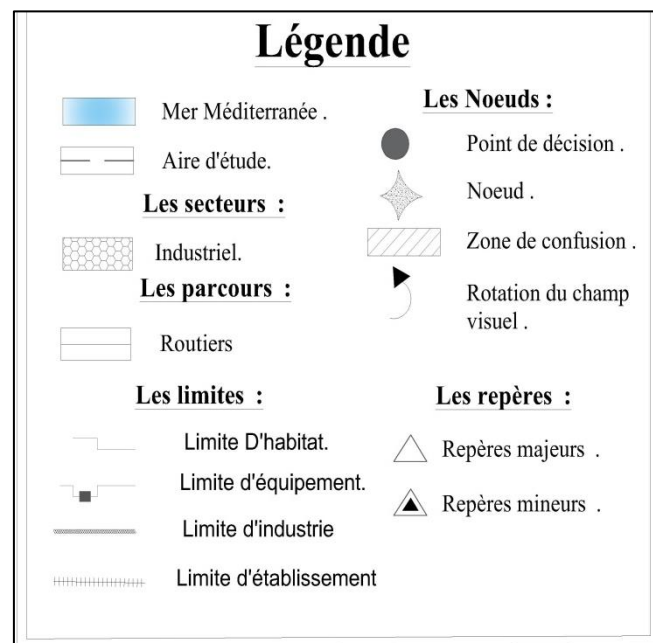 Légende
Mer Méditerranée .
Aire d'étude.
Les secteurs :
Industriel.
Les parcours :
Routiers
Les limites :
Limite D'habitat.
Limite d'équipement.
Limite d'industrie
Limite d'établissement
Les Noeuds :
Point de décision .
Noeud .
Zone de confusion .
Rotation du champ
visuel .
Les repères :
Repères majeurs .
Repères mineurs .